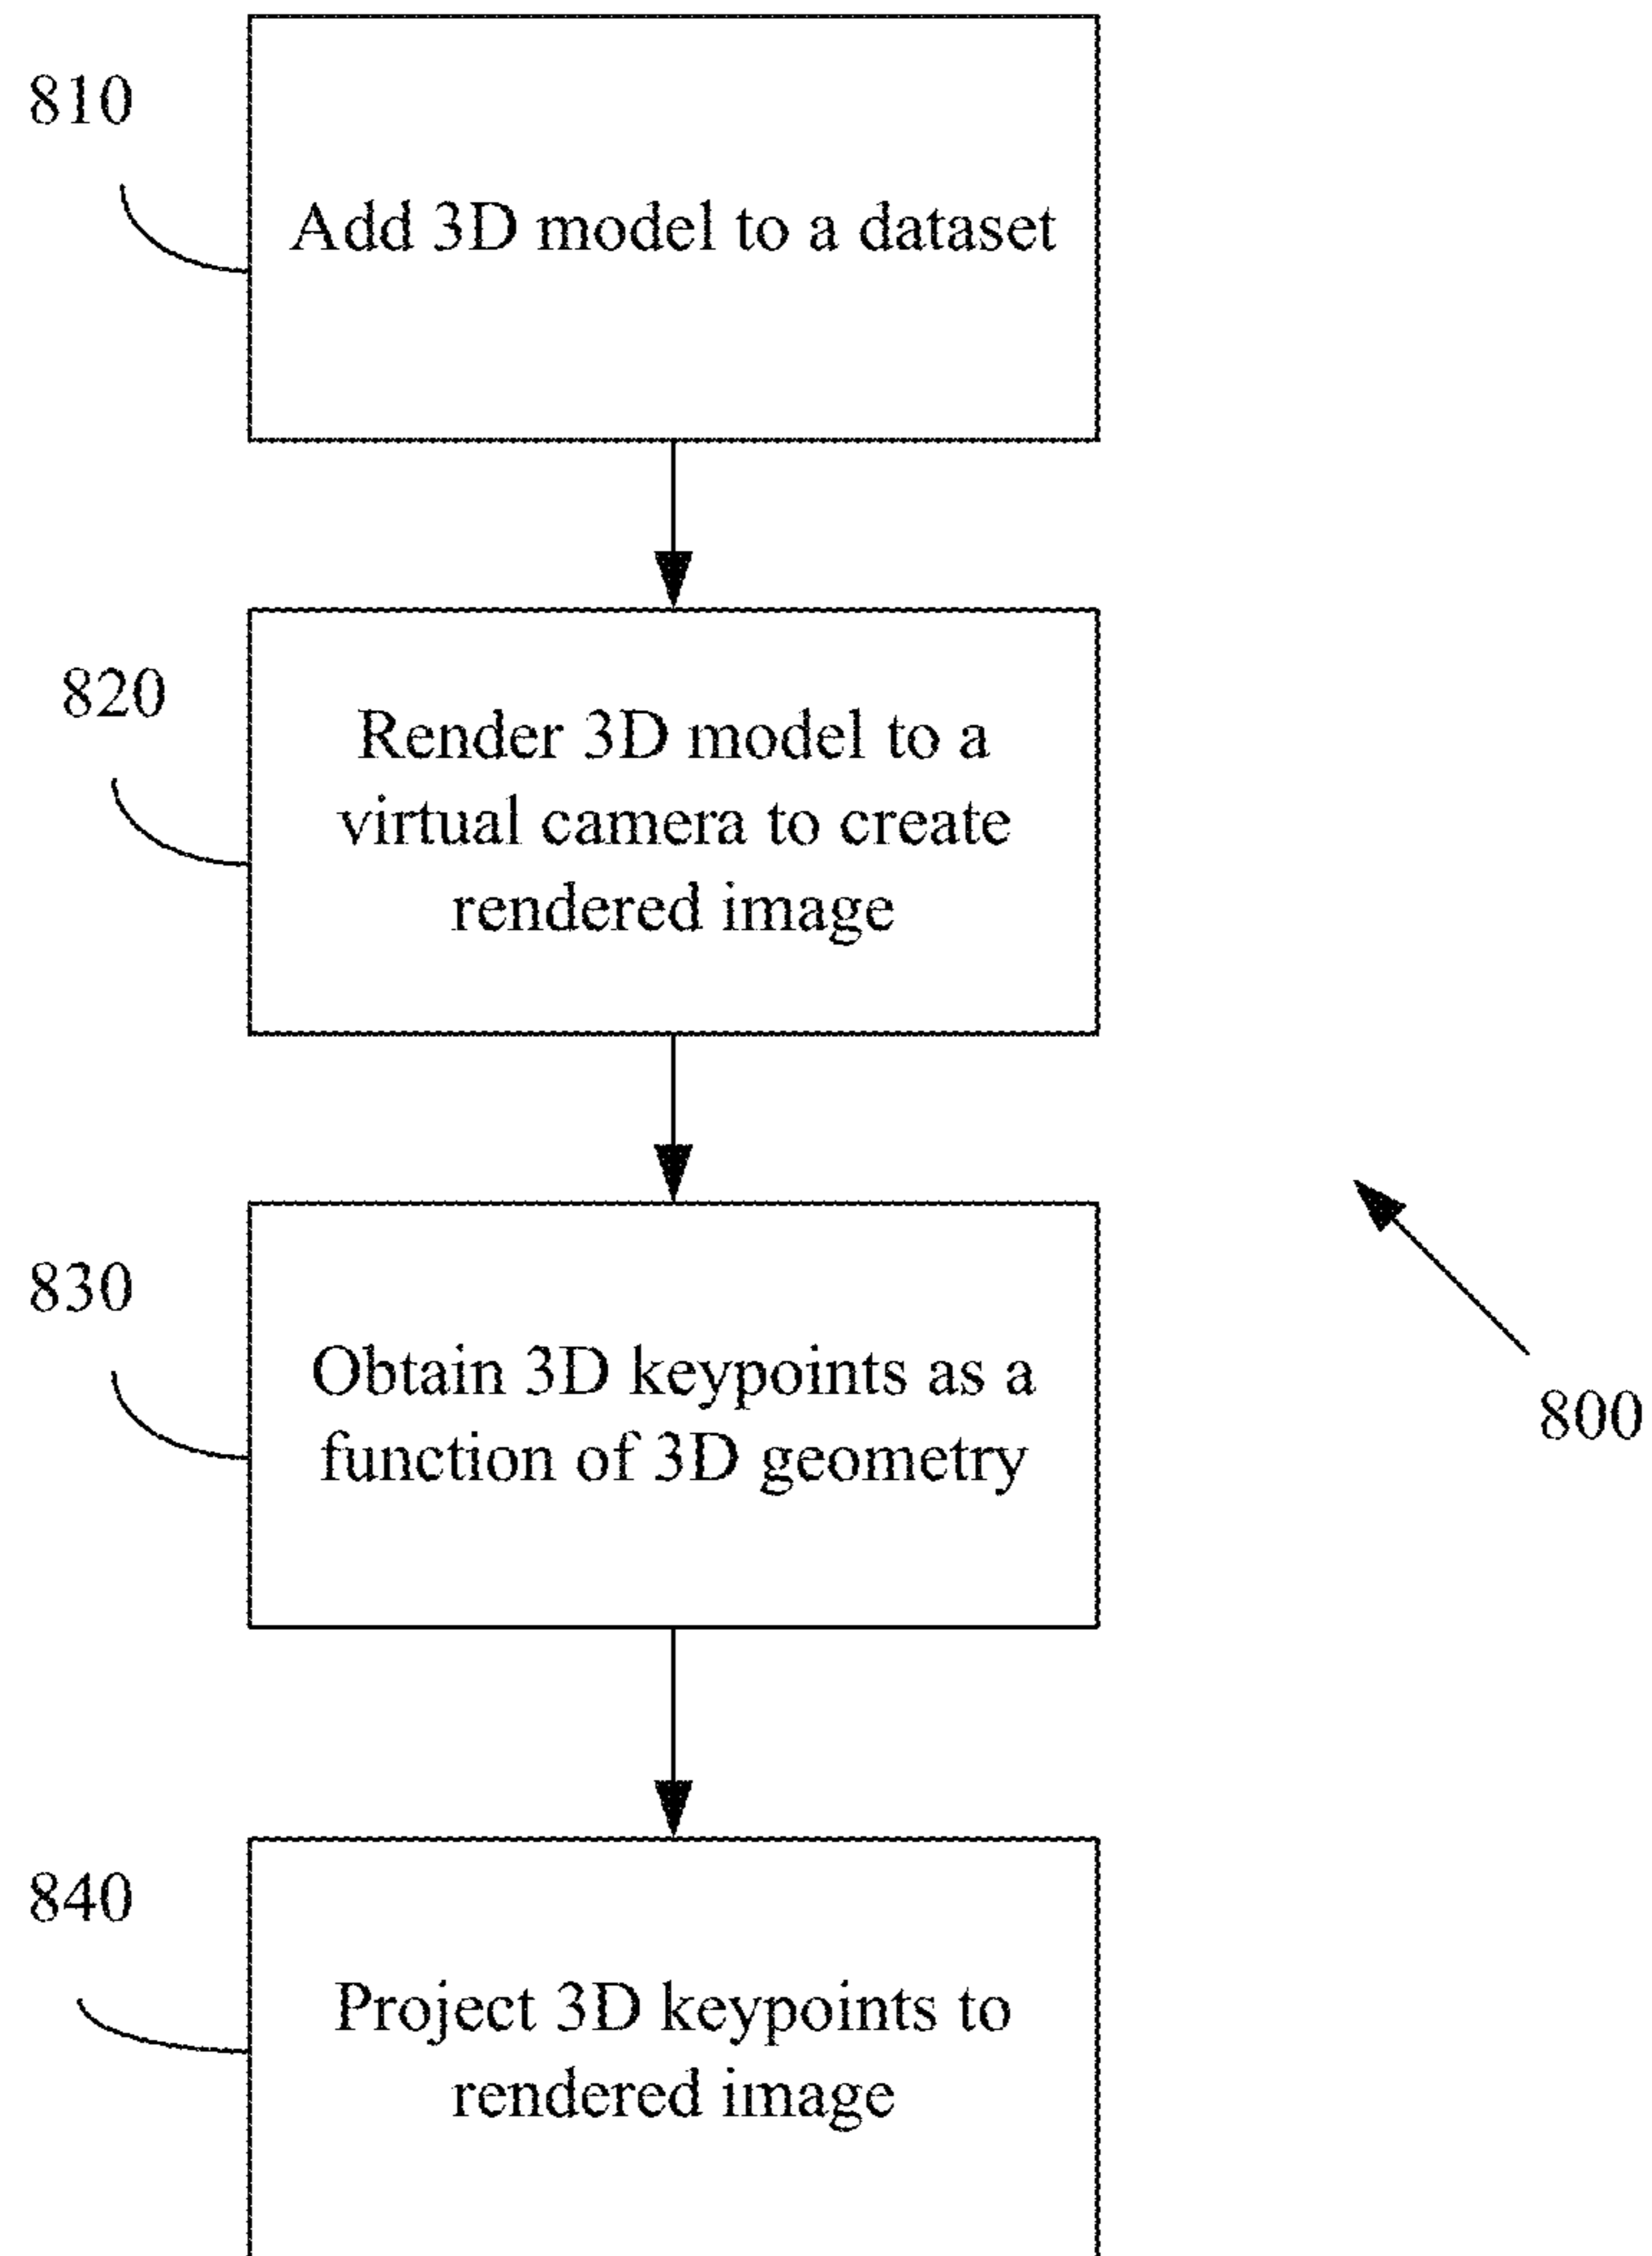 810
Add 3D model to a dataset
820
Render 3D model to a
virtual camera to create
rendered image
830
Obtain 3D keypoints as a
function of 3D geometry
800
840
Project 3D keypoints to
rendered image